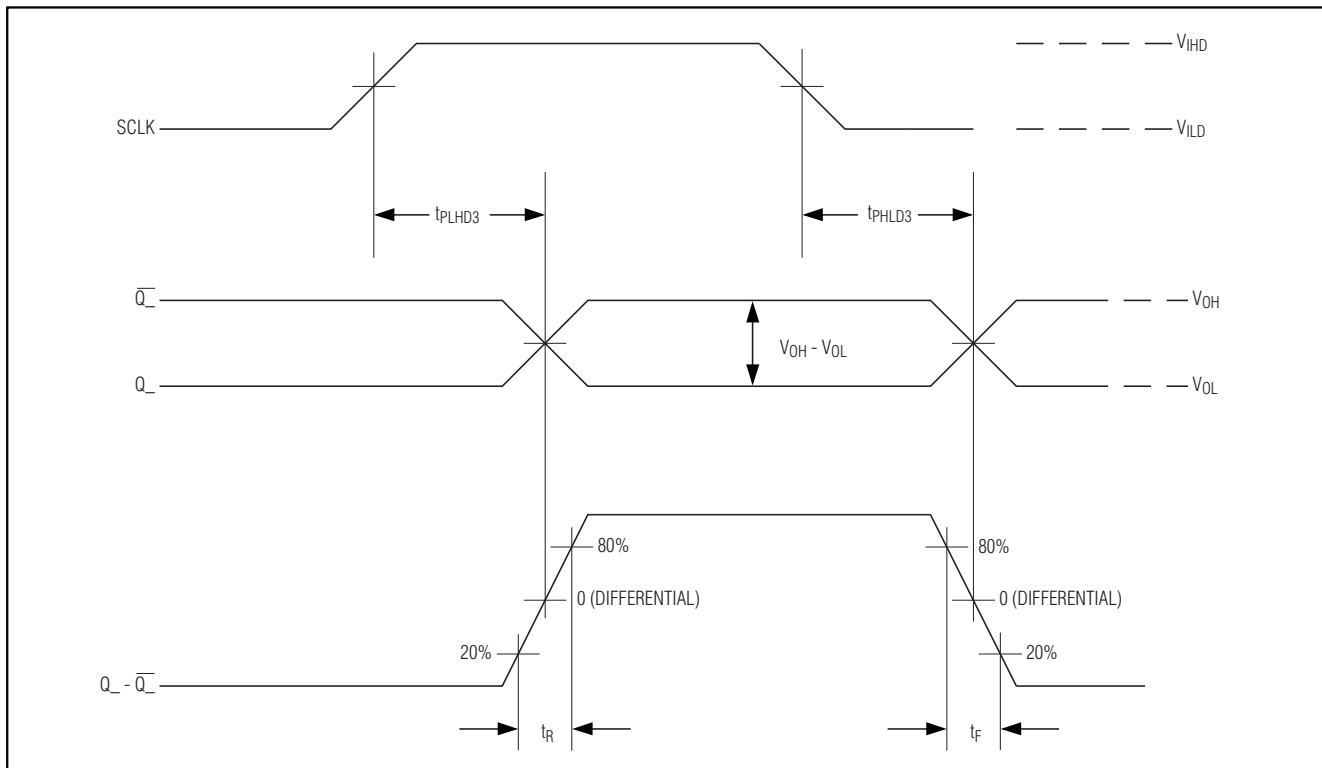 V_IHD
SCLK
V_ILD
t_PLHD3
t_PHLD3
Q̅_̅
V_OH
V_OH - V_OL
Q_
V_OL
80%
80%
0 (DIFFERENTIAL)
0 (DIFFERENTIAL)
20%
20%
Q_ - Q̅_̅
t_R
t_F